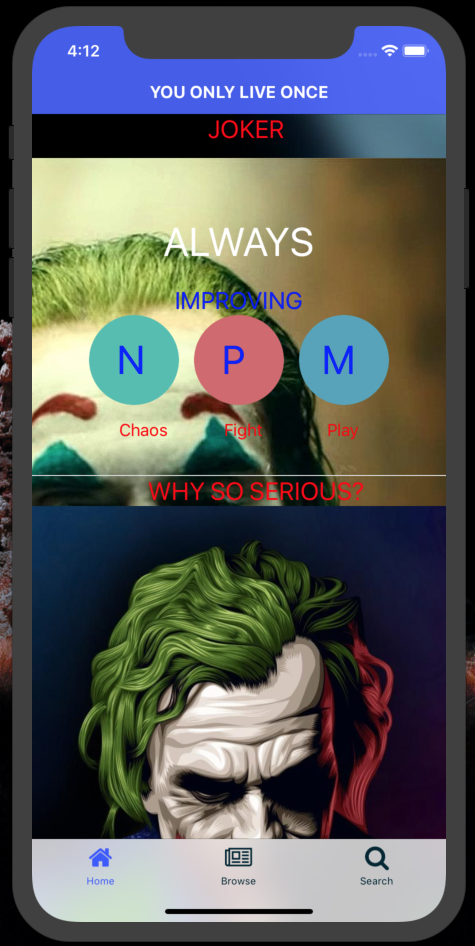 4:12
YOU ONLY LIVE ONCE
JOKER
ALWAYS
IMPROVING
N P M
Chaos Fight Play
WHY SO SERIOUS?
Home Browse Search